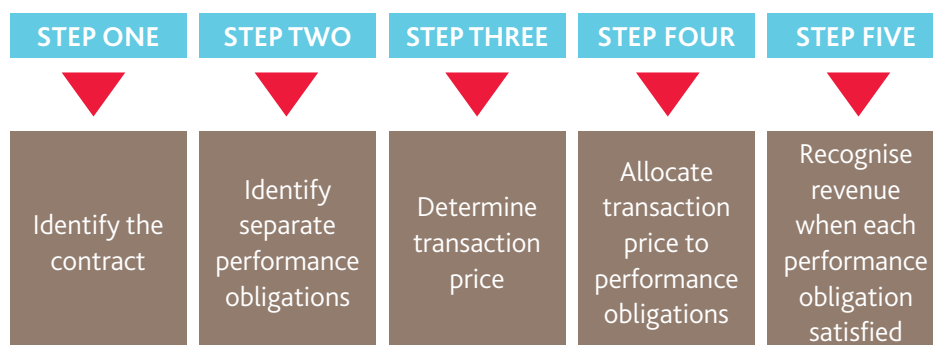 STEP ONE
STEP TWO
STEP THREE
STEP FOUR
STEP FIVE
Identify the
contract
Identify
separate
performance
obligations
Determine
transaction
price
Allocate
transaction
price to
performance
obligations
Recognise
revenue
when each
performance
obligation
satisfied